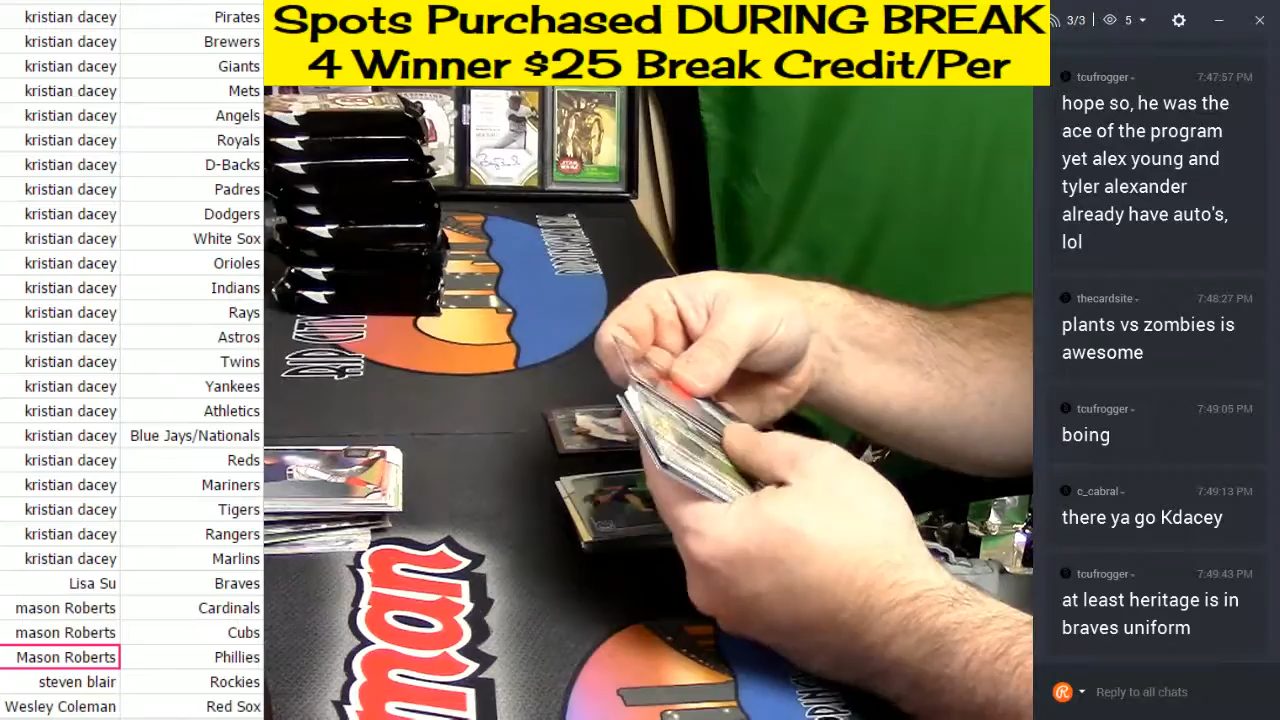 Spots Purchased DURING BREAK
4 Winner $25 Break Credit/Per
kristian dacey Pirates
kristian dacey Brewers
kristian dacey Giants
kristian dacey Mets
kristian dacey Angels
kristian dacey Royals
kristian dacey D-Backs
kristian dacey Padres
kristian dacey Dodgers
kristian dacey White Sox
kristian dacey Orioles
kristian dacey Indians
kristian dacey Rays
kristian dacey Astros
kristian dacey Twins
kristian dacey Yankees
kristian dacey Athletics
kristian dacey Blue Jays/Nationals
kristian dacey Reds
kristian dacey Mariners
kristian dacey Tigers
kristian dacey Rangers
kristian dacey Marlins
Lisa Su Braves
mason Roberts Cardinals
mason Roberts Cubs
Mason Roberts Phillies
steven blair Rockies
Wesley Coleman Red Sox
STAR WARS
3/3 5
tcufrogger 7:47:57 PM
hope so, he was the
ace of the program
yet alex young and
tyler alexander
already have auto's,
lol
thecardsite 7:48:27 PM
plants vs zombies is
awesome
tcufrogger 7:49:05 PM
boing
c_cabral 7:49:13 PM
there ya go Kdacey
tcufrogger 7:49:43 PM
at least heritage is in
braves uniform
Reply to all chats